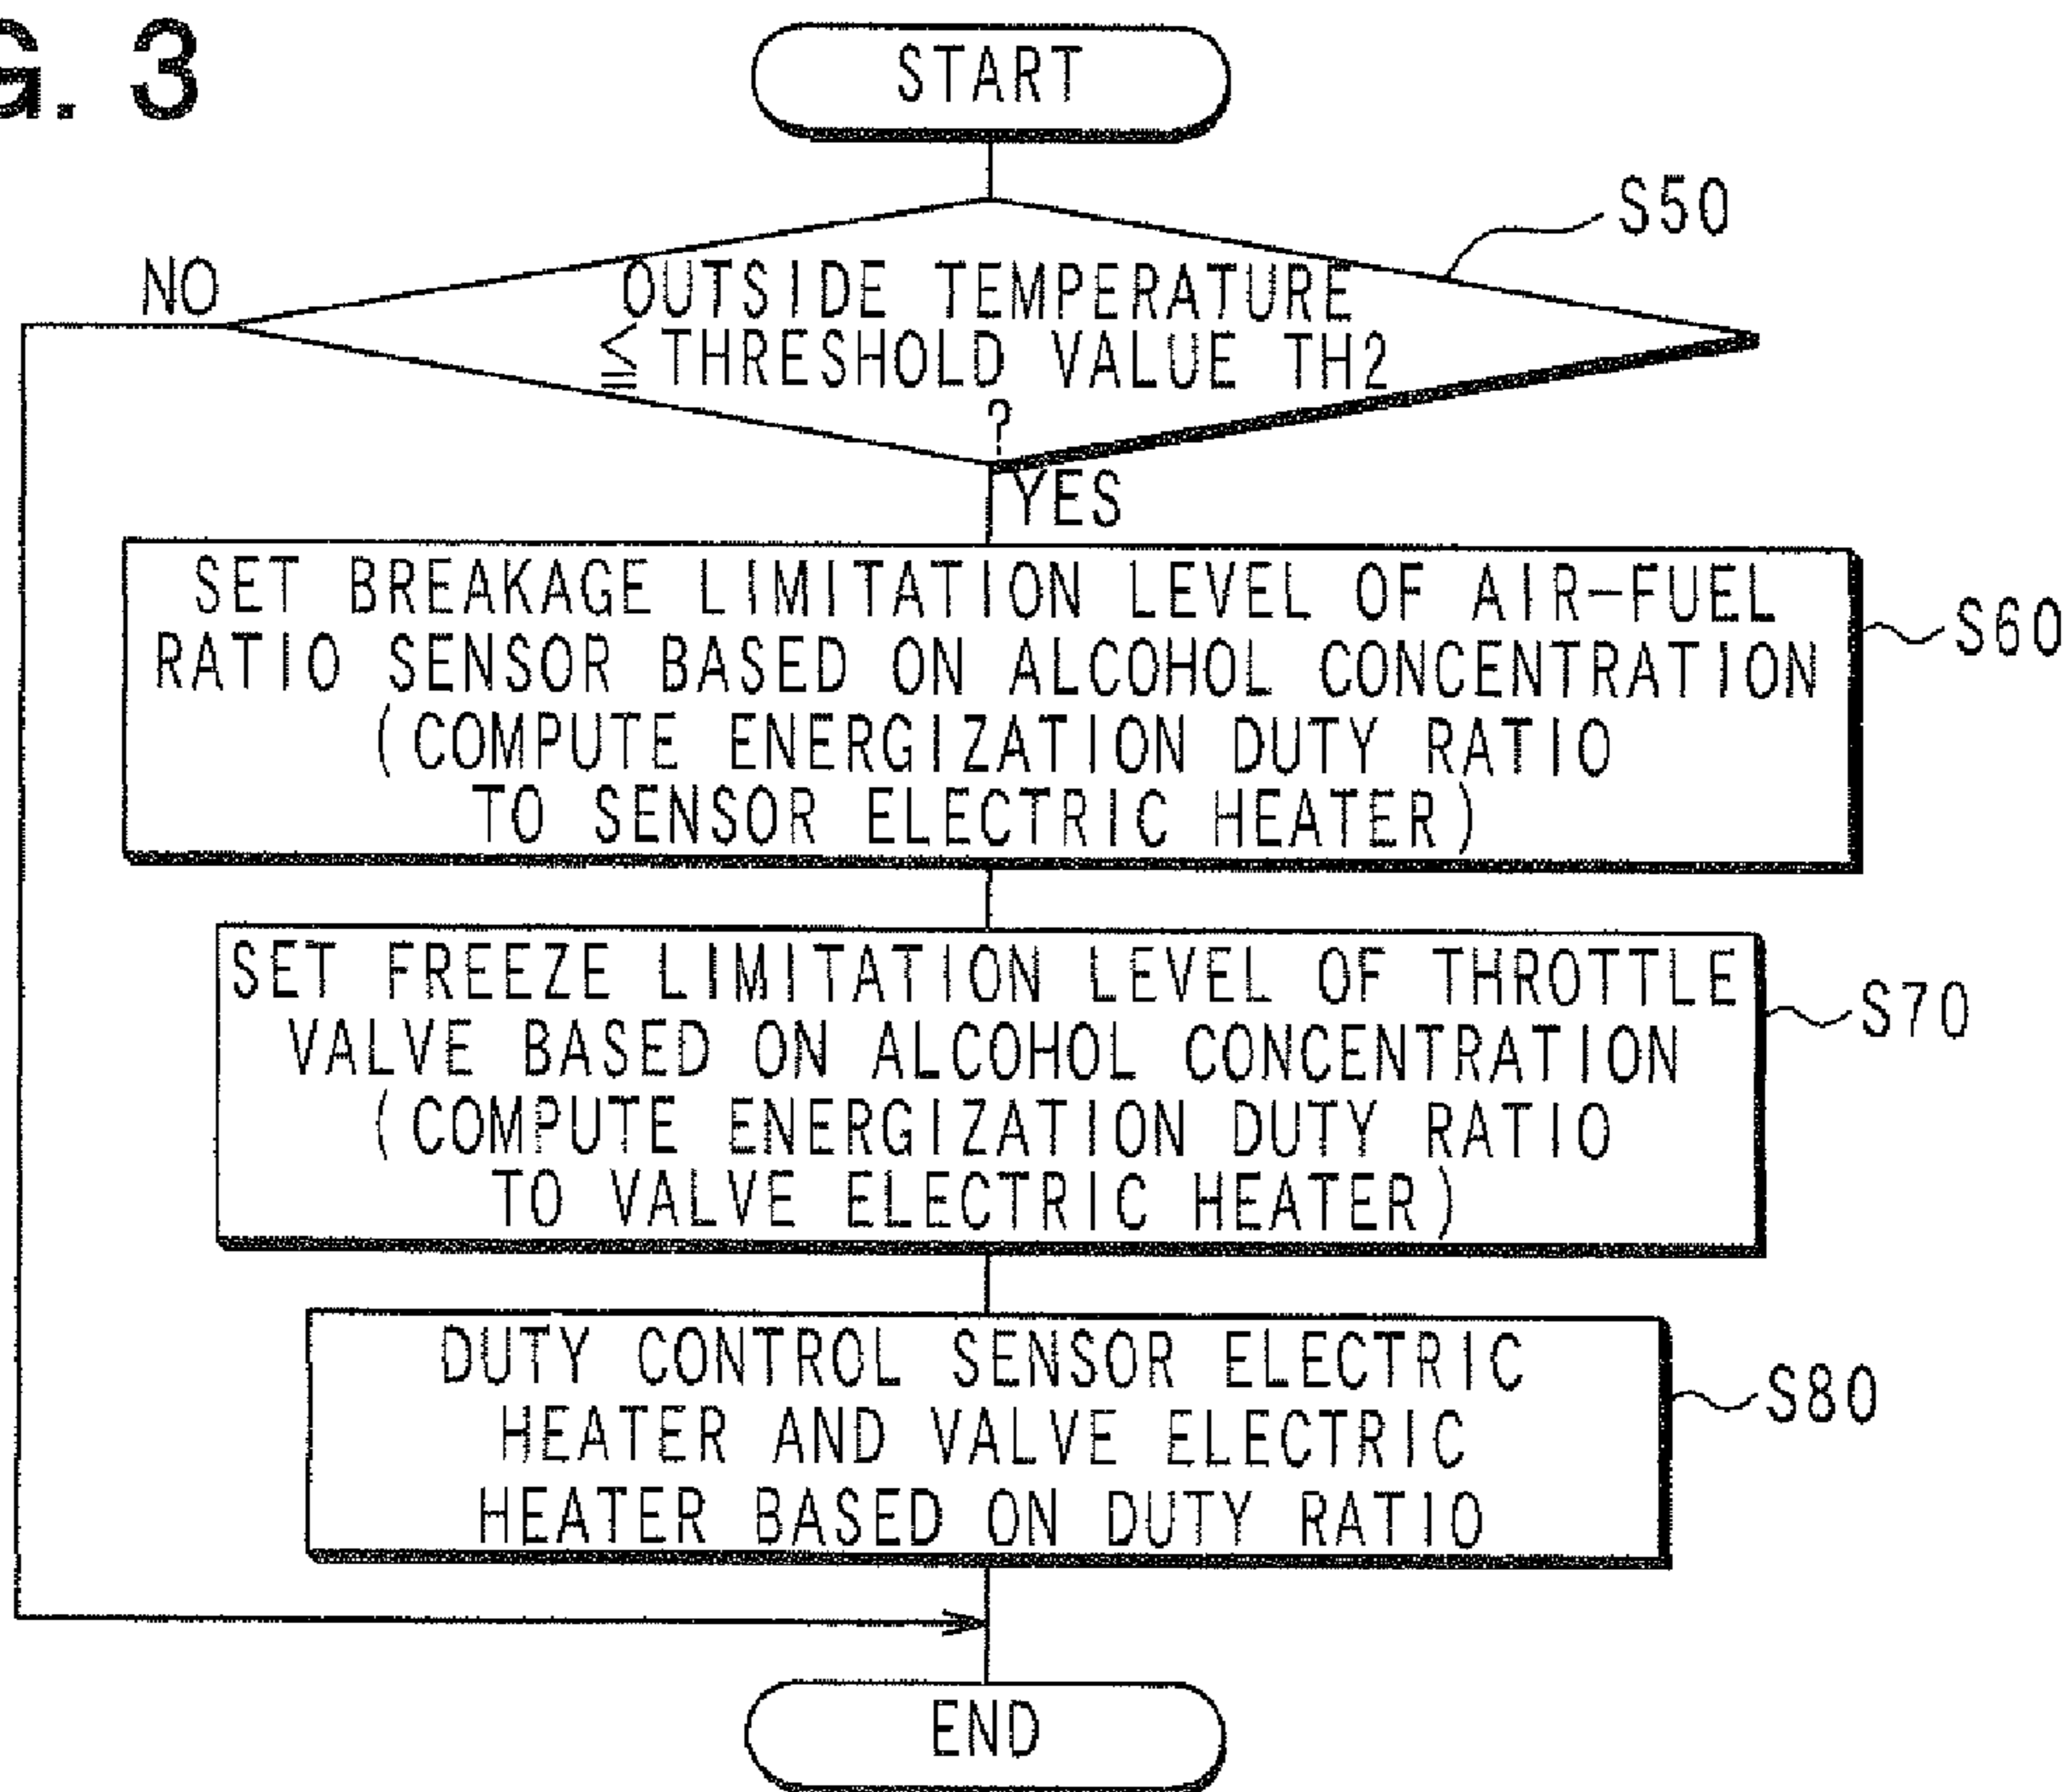 G. 3
START
S50
NO
OUTSIDE TEMPERATURE
≦ THRESHOLD VALUE TH2
?
YES
SET BREAKAGE LIMITATION LEVEL OF AIR-FUEL
RATIO SENSOR BASED ON ALCOHOL CONCENTRATION
(COMPUTE ENERGIZATION DUTY RATIO
TO SENSOR ELECTRIC HEATER)
S60
SET FREEZE LIMITATION LEVEL OF THROTTLE
VALVE BASED ON ALCOHOL CONCENTRATION
(COMPUTE ENERGIZATION DUTY RATIO
TO VALVE ELECTRIC HEATER)
S70
DUTY CONTROL SENSOR ELECTRIC
HEATER AND VALVE ELECTRIC
HEATER BASED ON DUTY RATIO
S80
END